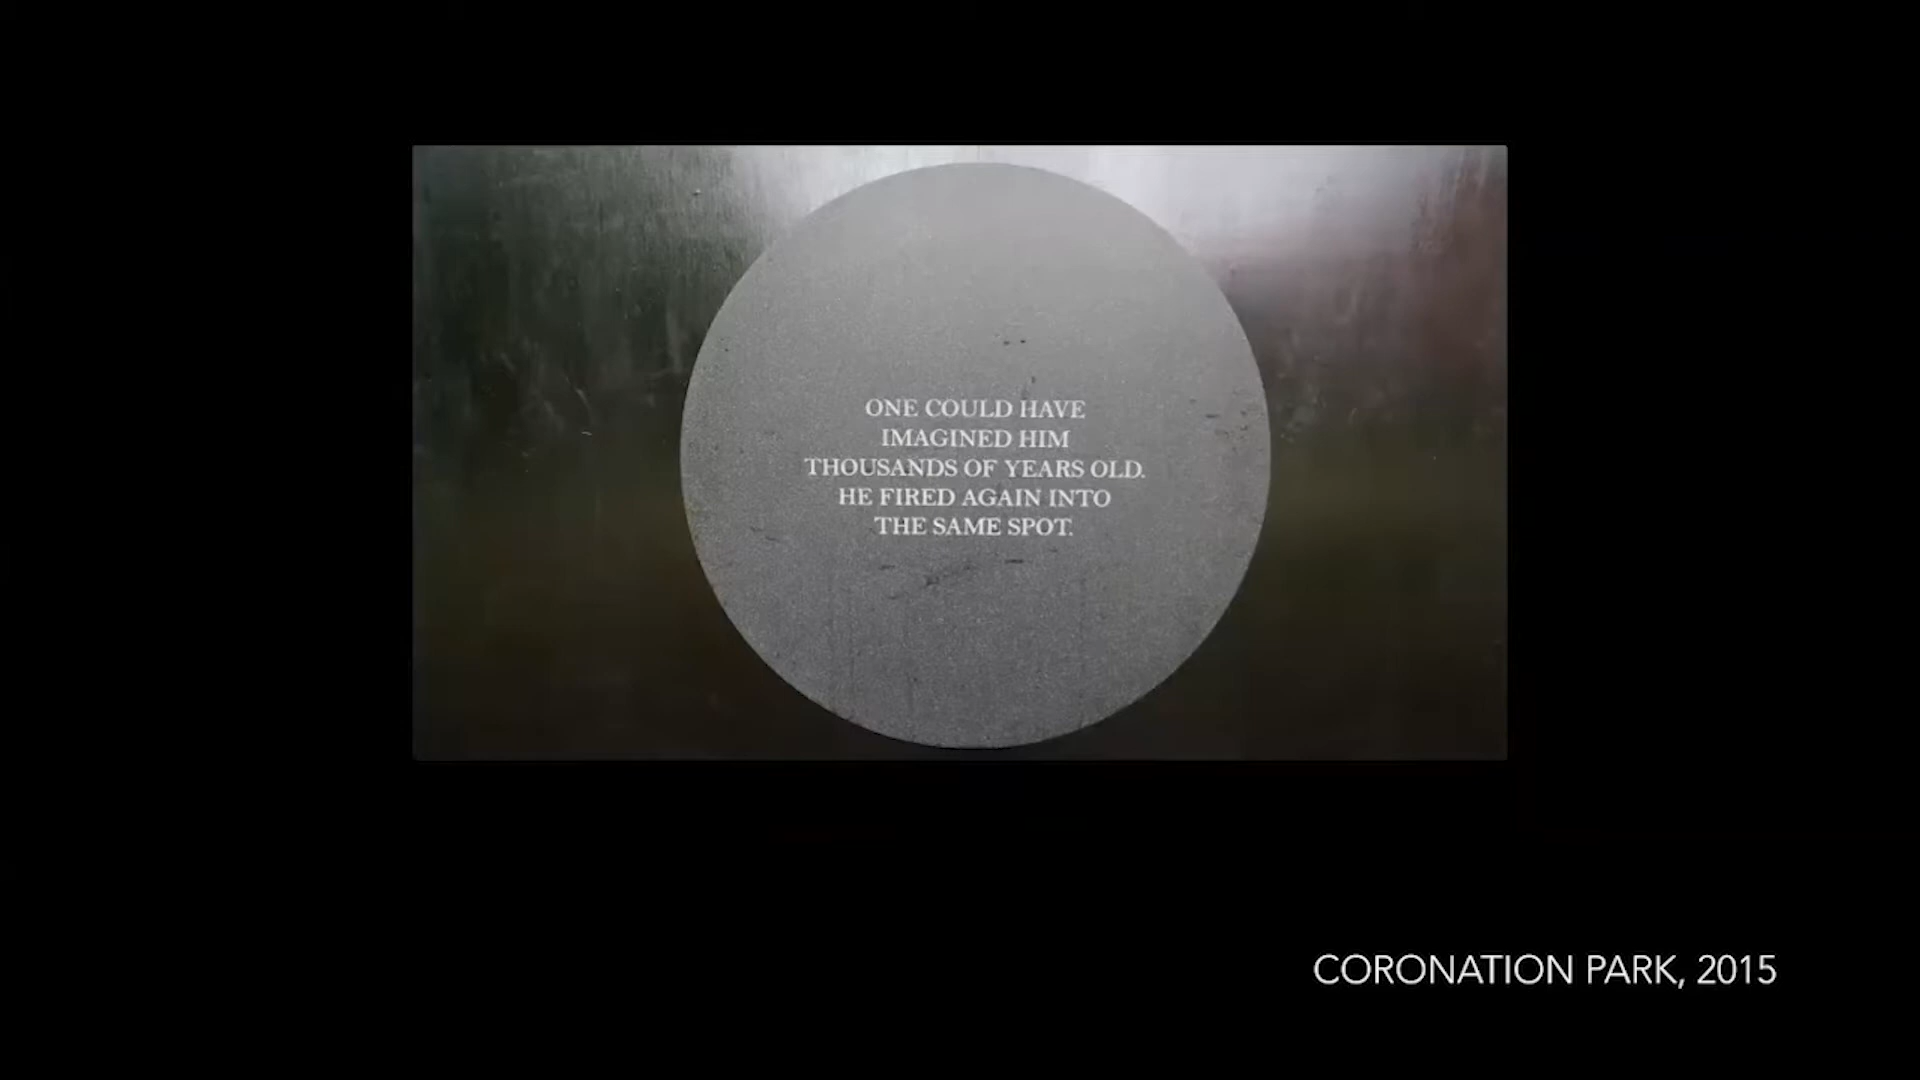 ONE COULD HAVE
IMAGINED HIM
THOUSANDS OF YEARS OLD.
HE FIRED AGAIN INTO
THE SAME SPOT.
CORONATION PARK, 2015